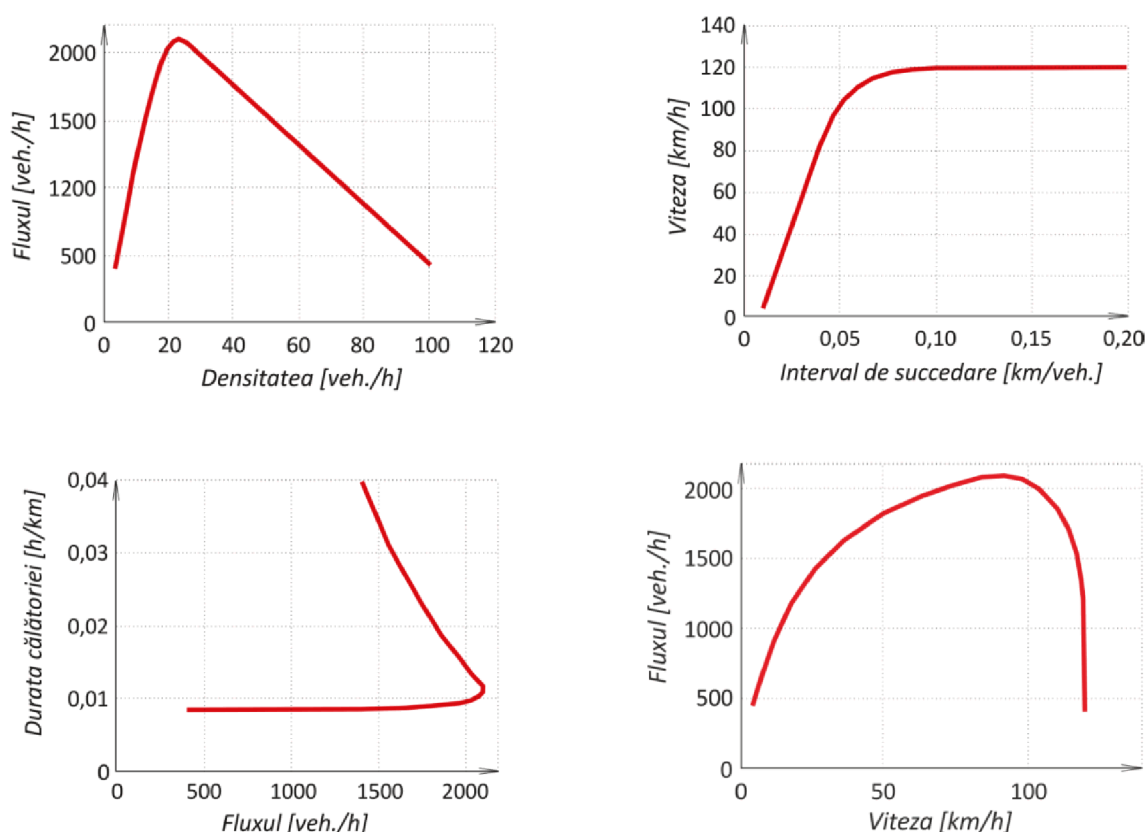 Fluxul [veh./h]
2000
1500
1200
500
0
0 20 40 60 80 100 120
Densitatea [veh./h]
Viteza [km/h]
140
120
100
80
60
40
20
0
0 0,05 0,10 0,15 0,20
Interval de succedare [km/veh.]
Durata călătoriei [h/km]
0,04
0,03
0,02
0,01
0
0 500 1000 1500 2000
Fluxul [veh./h]
Fluxul [veh./h]
2000
1500
1000
500
0
0 50 100
Viteza [km/h]